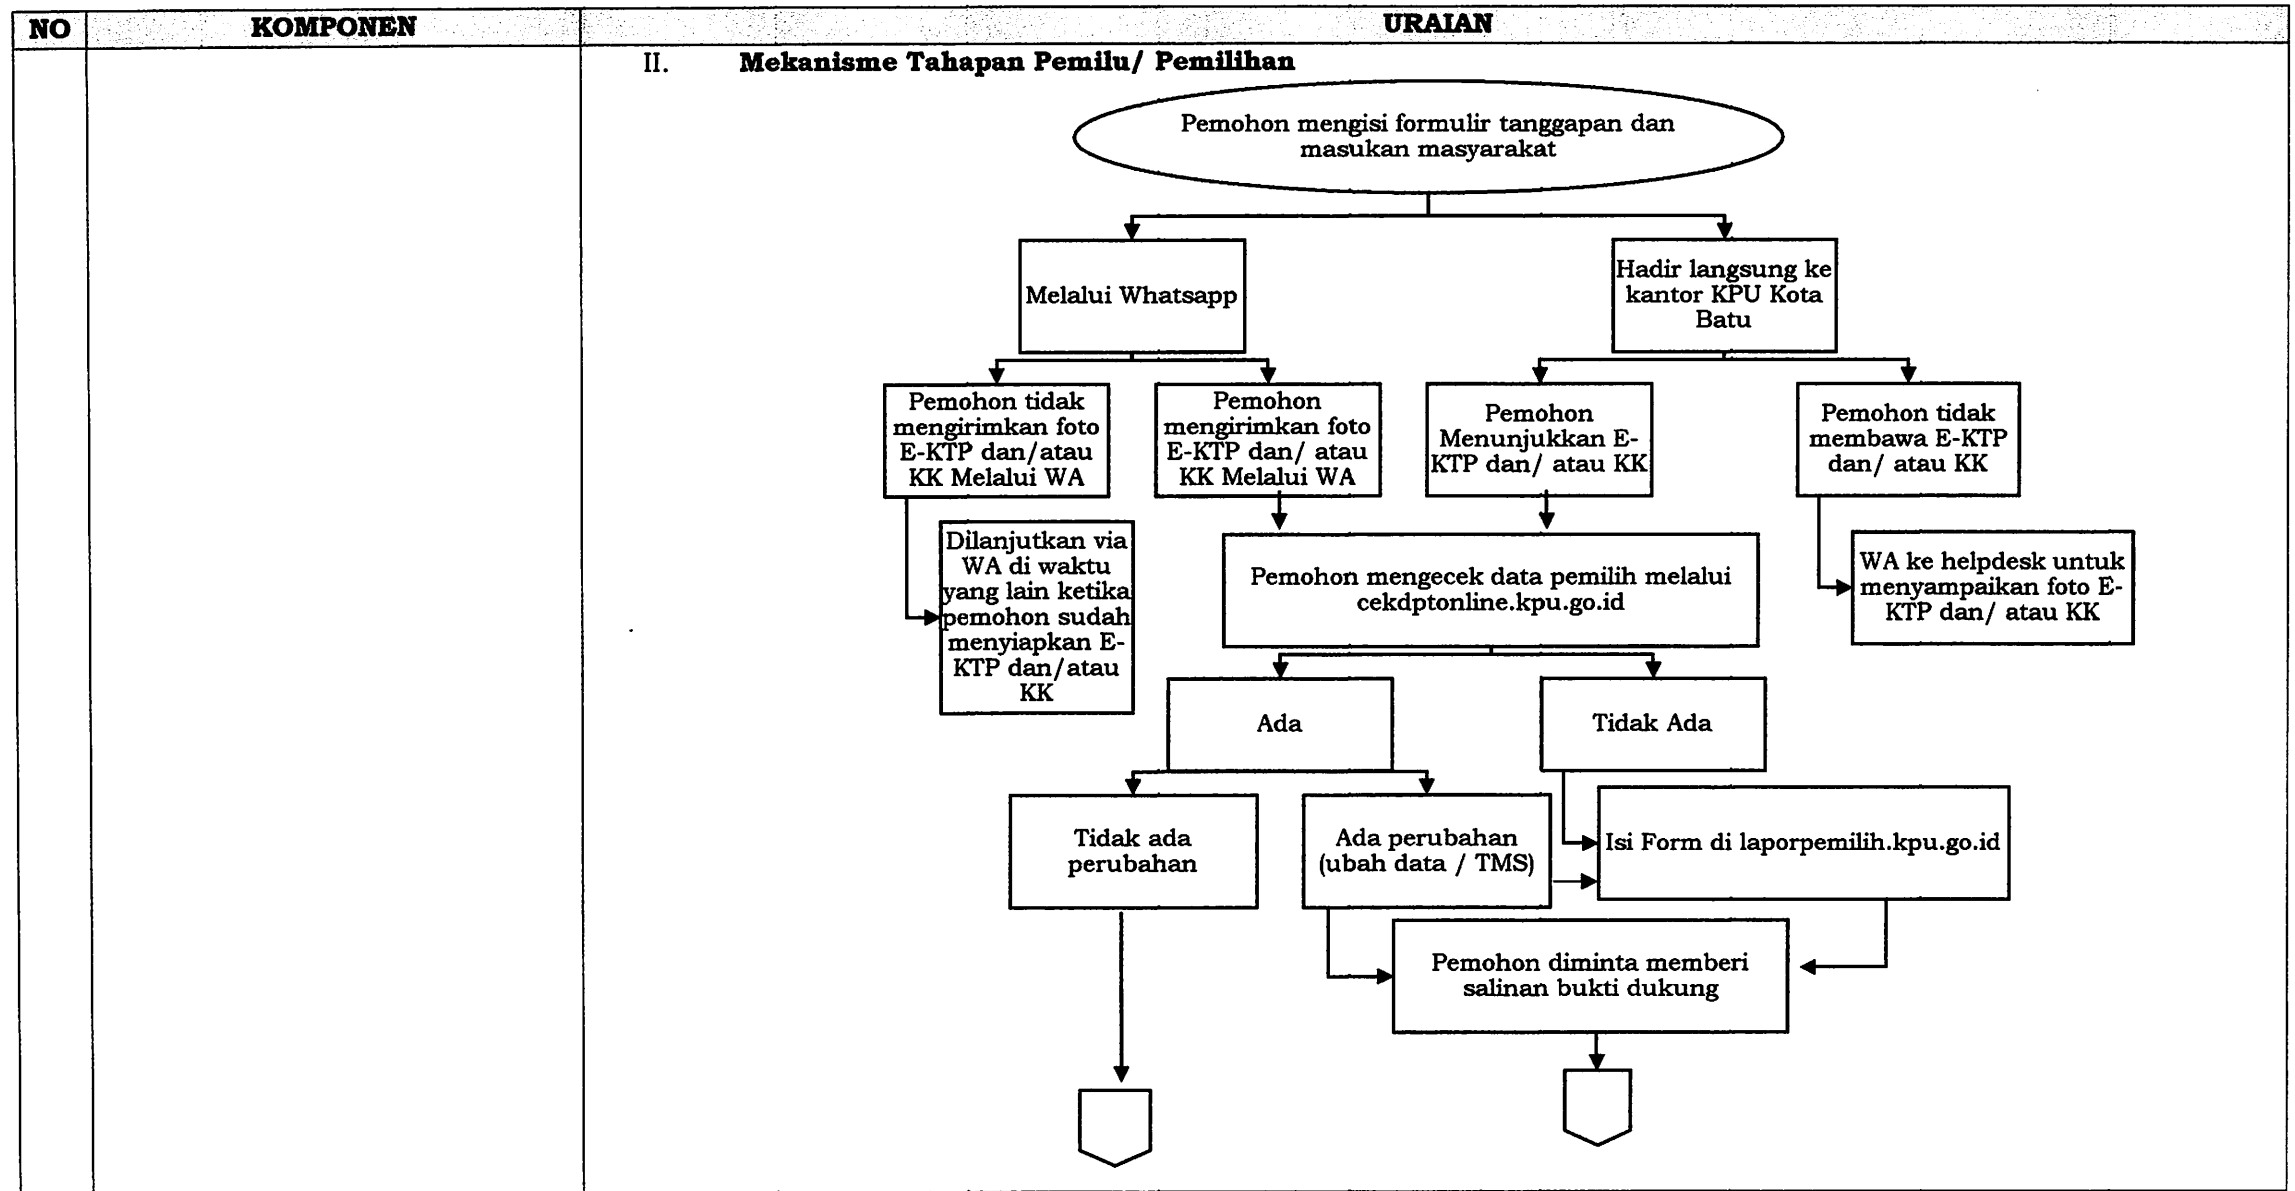 NO
KOMPONEN
URAIAN
II. Mekanisme Tahapan Pemilu/ Pemilihan
Pemohon mengisi formulir tanggapan dan
masukan masyarakat
Melalui Whatsapp
Hadir langsung ke
kantor KPU Kota
Batu
Pemohon tidak
mengirimkan foto
E-KTP dan/atau
KK Melalui WA
Pemohon
mengirimkan foto
E-KTP dan/ atau
KK Melalui WA
Pemohon
Menunjukkan E-
KTP dan/ atau KK
Pemohon tidak
membawa E-KTP
dan/ atau KK
Dilanjutkan via
WA di waktu
yang lain ketika
pemohon sudah
menyiapkan E-
KTP dan/atau
KK
Pemohon mengecek data pemilih melalui
cekdptonline.kpu.go.id
WA ke helpdesk untuk
menyampaikan foto E-
KTP dan/ atau KK
Ada
Tidak Ada
Tidak ada
perubahan
Ada perubahan
(ubah data / TMS)
Isi Form di laporpemilih.kpu.go.id
Pemohon diminta memberi
salinan bukti dukung